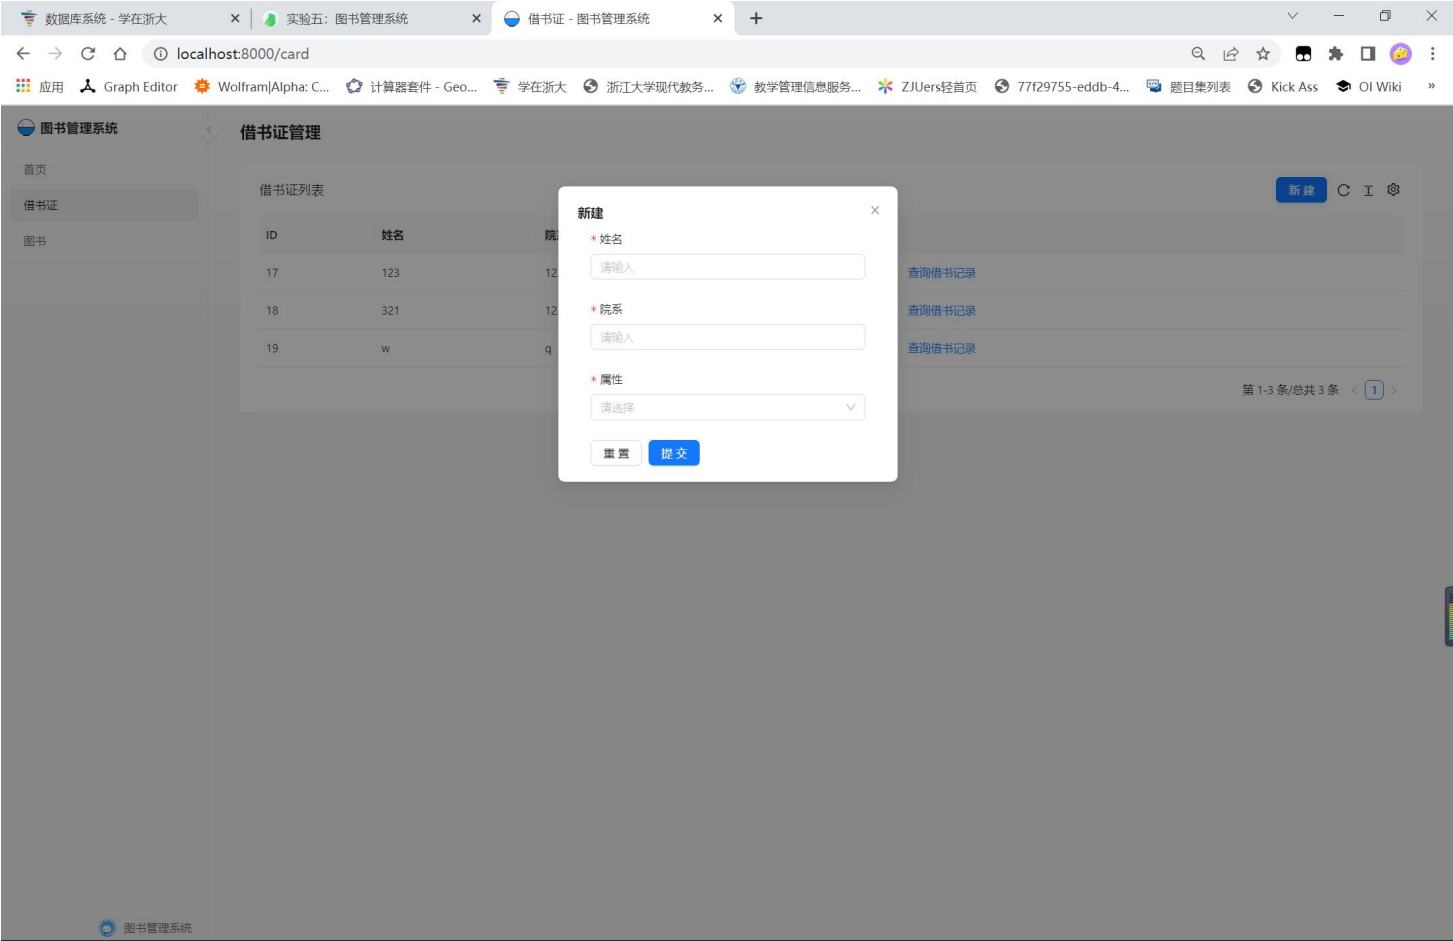 数据库系统 - 学在浙大
实验五：图书管理系统
借书证 - 图书管理系统
localhost:8000/card
应用
Graph Editor
Wolfram|Alpha: C...
计算器套件 - Geo...
学在浙大
浙江大学现代教务...
教学管理信息服务...
ZJUers轻首页
77f29755-eddb-4...
题目集列表
Kick Ass
OI Wiki
»
图书管理系统
首页
借书证
图书
借书证管理
借书证列表
新 建
ID 姓名 院
17 123 12 查询借书记录
18 321 12 查询借书记录
19 w q 查询借书记录
第 1-3 条/总共 3 条 < 1 >
新建
* 姓名
请输入
* 院系
请输入
* 属性
请选择
重 置 提 交
图书管理系统